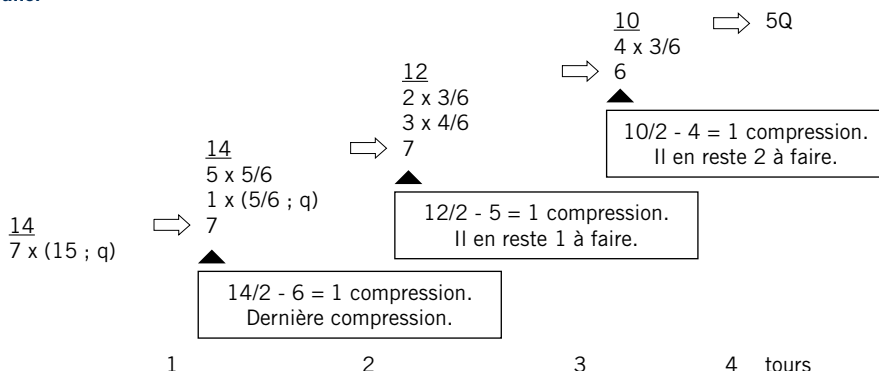 14
7 x (15 ; q)
14
5 x 5/6
1 x (5/6 ; q)
7
14/2 - 6 = 1 compression.
Dernière compression.
12
2 x 3/6
3 x 4/6
7
12/2 - 5 = 1 compression.
Il en reste 1 à faire.
10
4 x 3/6
6
10/2 - 4 = 1 compression.
Il en reste 2 à faire.
5Q
1 2 3 4 tours